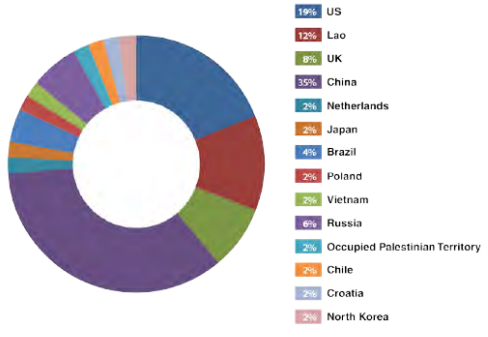 19% US
12% Lao
8% UK
35% China
2% Netherlands
2% Japan
4% Brazil
2% Poland
2% Vietnam
6% Russia
2% Occupied Palestinian Territory
2% Chile
2% Croatia
2% North Korea